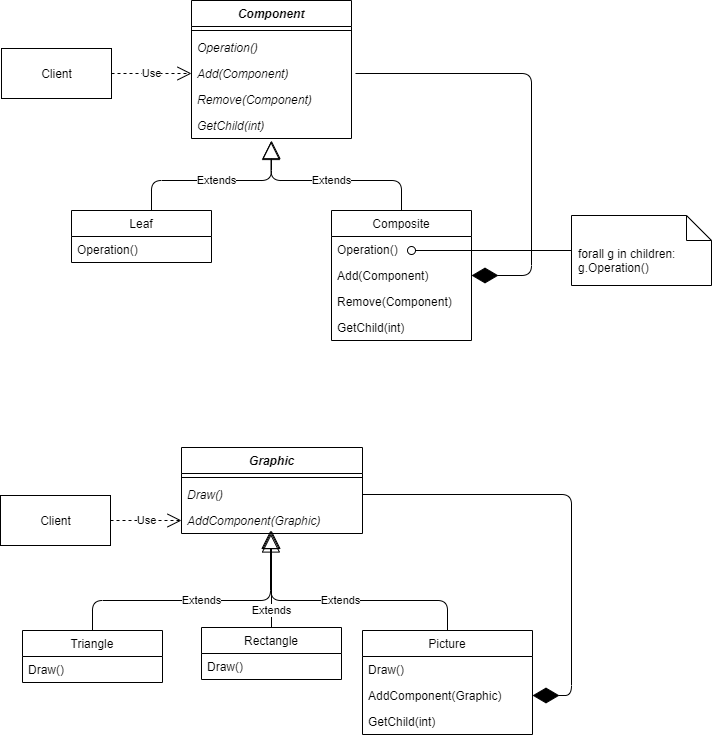 Component
Operation()
Add(Component)
Remove(Component)
GetChild(int)
Client
Use
Extends
Extends
Leaf
Operation()
Composite
Operation()
Add(Component)
Remove(Component)
GetChild(int)
forall g in children:
g.Operation()
Graphic
Draw()
AddComponent(Graphic)
Client
Use
Extends
Extends
Extends
Triangle
Draw()
Rectangle
Draw()
Picture
Draw()
AddComponent(Graphic)
GetChild(int)